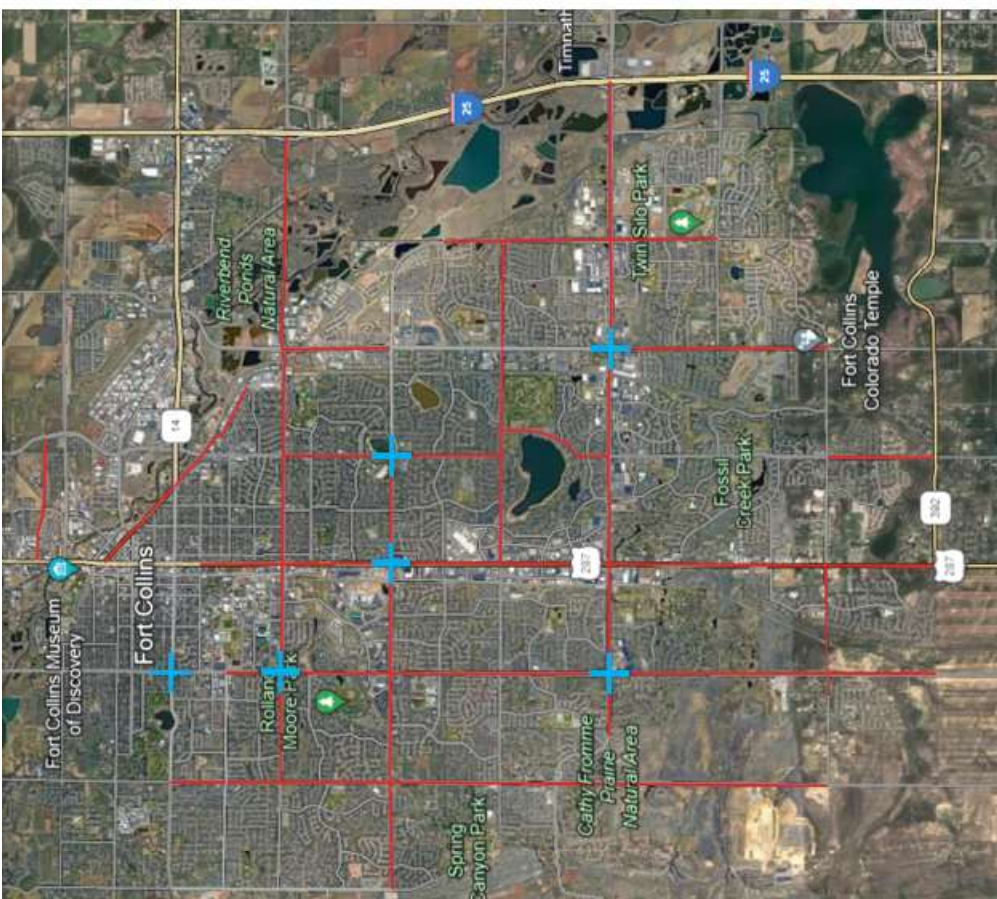 Timnath
25
25
Riverbend
Ponds
Natural Area
Twin Silo Park
14
Fort Collins
Colorado Temple
Fossil
Creek Park
392
Fort Collins Museum
of Discovery
Fort Collins
287
287
Rolland
Moore Park
Cathy Fromme
Prairie
Natural Area
Spring
Canyon Park